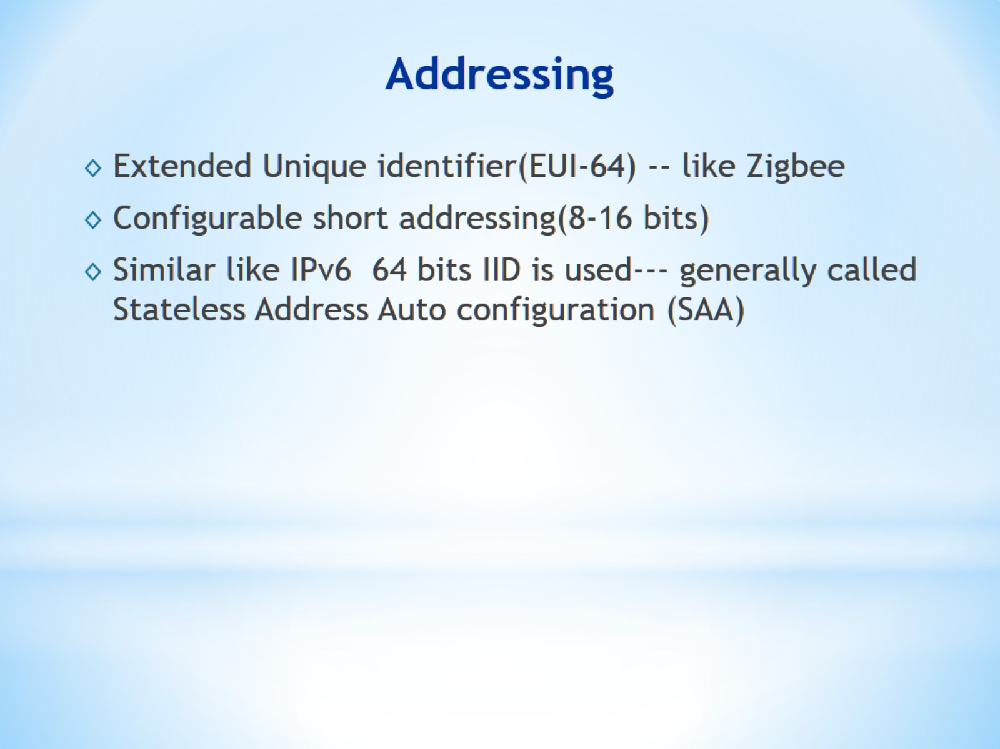 Addressing
◇ Extended Unique identifier(EUI-64) -- like Zigbee
◇ Configurable short addressing(8-16 bits)
◇ Similar like IPv6  64 bits IID is used--- generally called
Stateless Address Auto configuration (SAA)